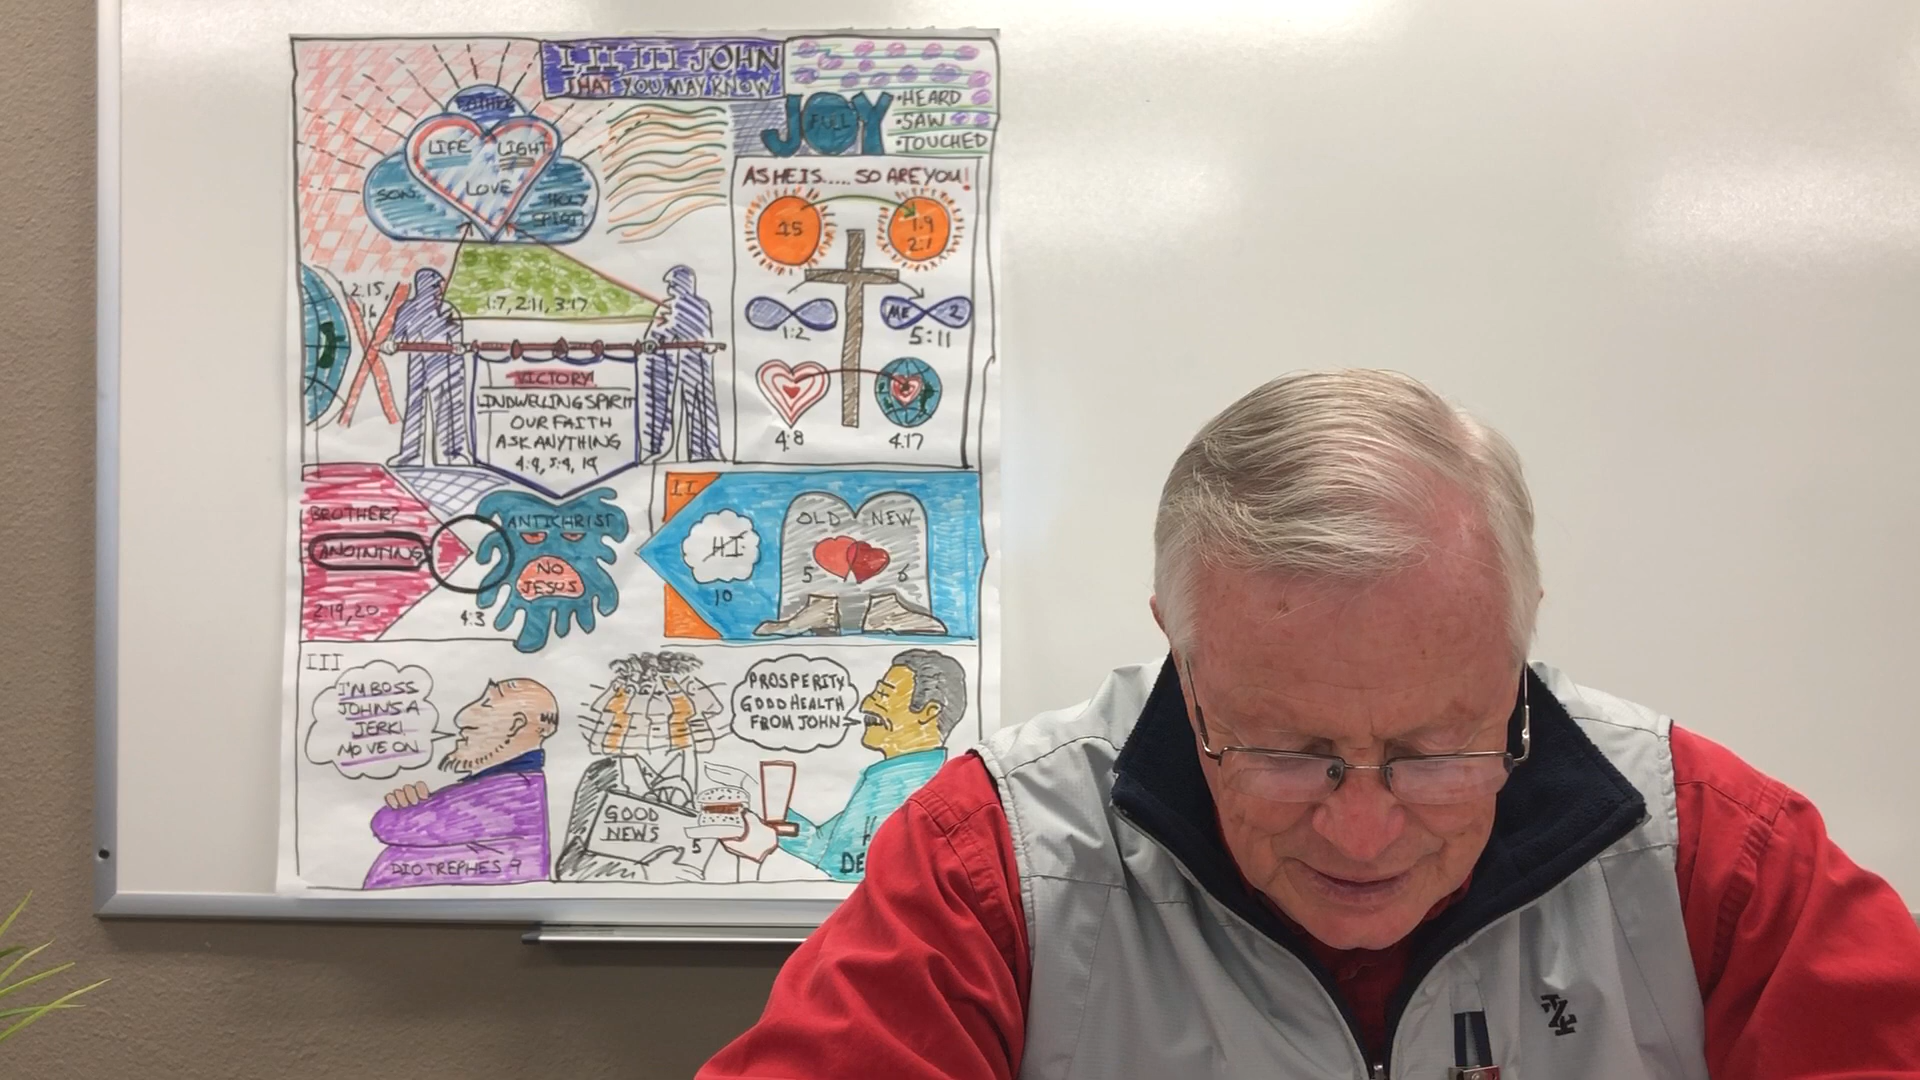 I, II, III JOHN
THAT YOU MAY KNOW
FATHER
LIFE LIGHT
LOVE
SON
HOLY
SPIRIT
JOY
FULL
•HEARD
•SAW
•TOUCHED
AS HE IS..... SO ARE YOU!
1:5
1:9
2:1
1:2
ME 2
5:11
4:8
4:17
2:15,
16
1:7, 2:11, 3:17
VICTORY!
INDWELLING SPIRIT
OUR FAITH
ASK ANYTHING
4:4, 5:4, 14
BROTHER?
ANOINTING
2:19, 20
4:3
ANTICHRIST
NO
JESUS
II
HI
10
OLD NEW
5 6
III
I'M BOSS
JOHN'S A
JERK!
MOVE ON
DIOTREPHES 9
GOOD
NEWS
5
PROSPERITY
GOOD HEALTH
FROM JOHN
DE